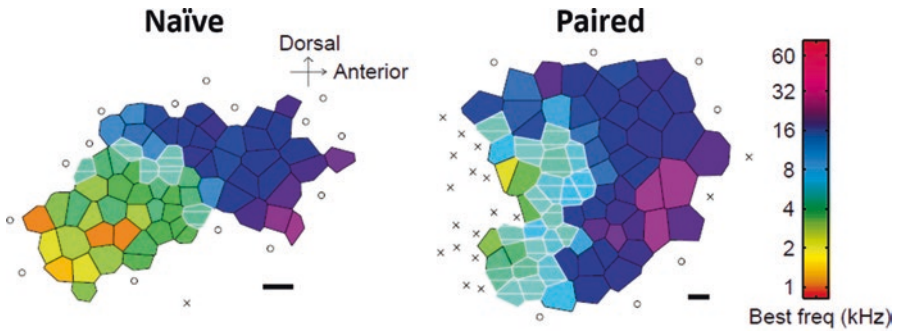 Naïve
Paired
Dorsal
Anterior
60
32
16
8
4
2
1
Best freq (kHz)